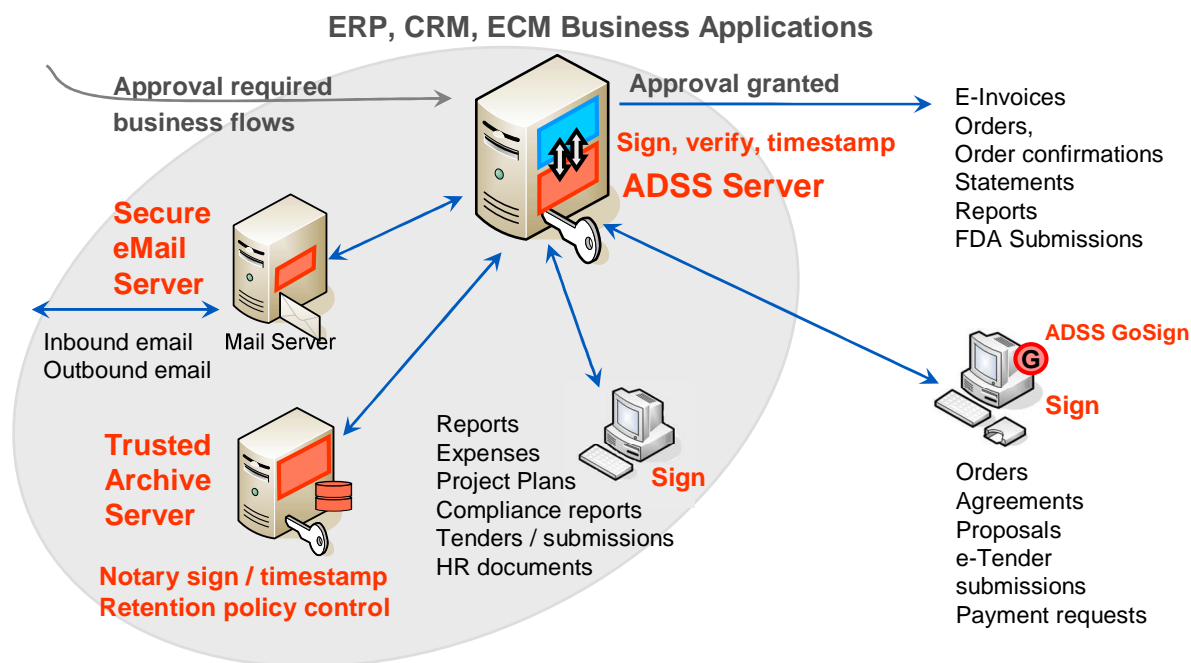 ERP, CRM, ECM Business Applications
Approval required
business flows
Approval granted
Sign, verify, timestamp
ADSS Server
E-Invoices
Orders,
Order confirmations
Statements
Reports
FDA Submissions
Secure
eMail
Server
Inbound email
Outbound email
Mail Server
ADSS GoSign
G
Sign
Trusted
Archive
Server
Notary sign / timestamp
Retention policy control
Reports
Expenses
Project Plans
Compliance reports
Tenders / submissions
HR documents
Sign
Orders
Agreements
Proposals
e-Tender
submissions
Payment requests